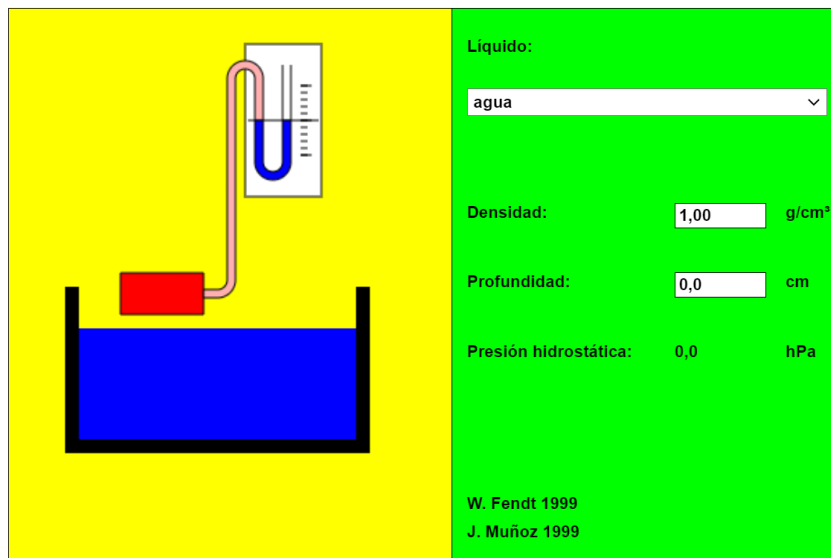 Líquido:
agua
Densidad: 1,00 g/cm³
Profundidad: 0,0 cm
Presión hidrostática: 0,0 hPa
W. Fendt 1999
J. Muñoz 1999